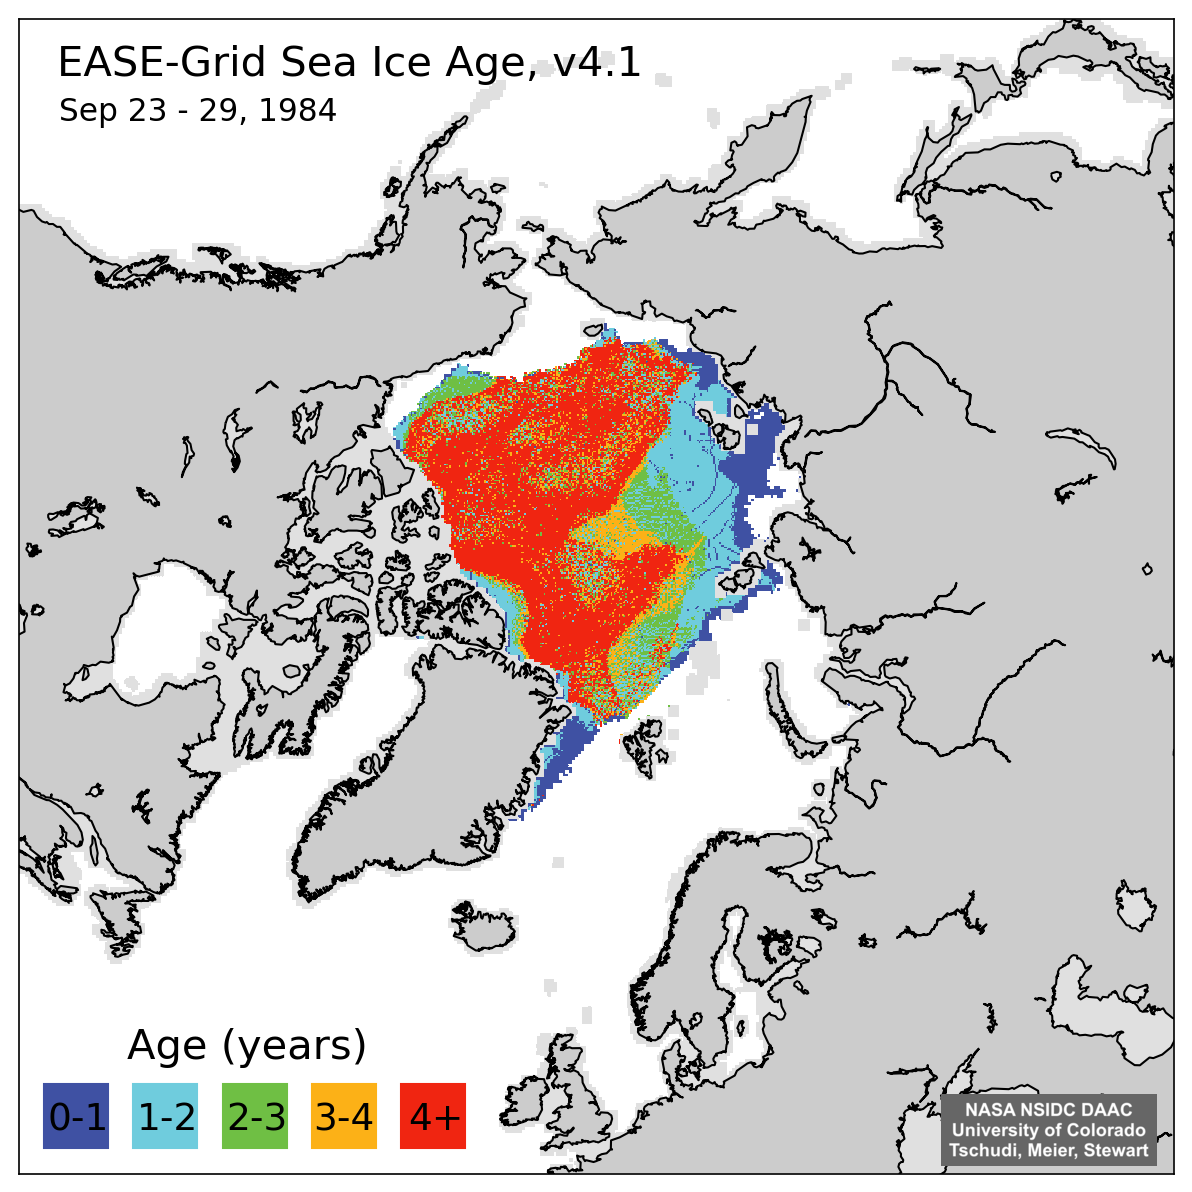 EASE-Grid Sea Ice Age, v4.1
Sep 23 - 29, 1984
Age (years)
0-1 1-2 2-3 3-4 4+
NASA NSIDC DAAC
University of Colorado
Tschudi, Meier, Stewart